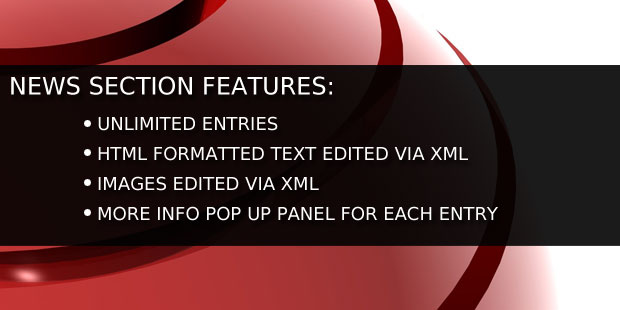 NEWS SECTION FEATURES:
• UNLIMITED ENTRIES
• HTML FORMATTED TEXT EDITED VIA XML
• IMAGES EDITED VIA XML
• MORE INFO POP UP PANEL FOR EACH ENTRY